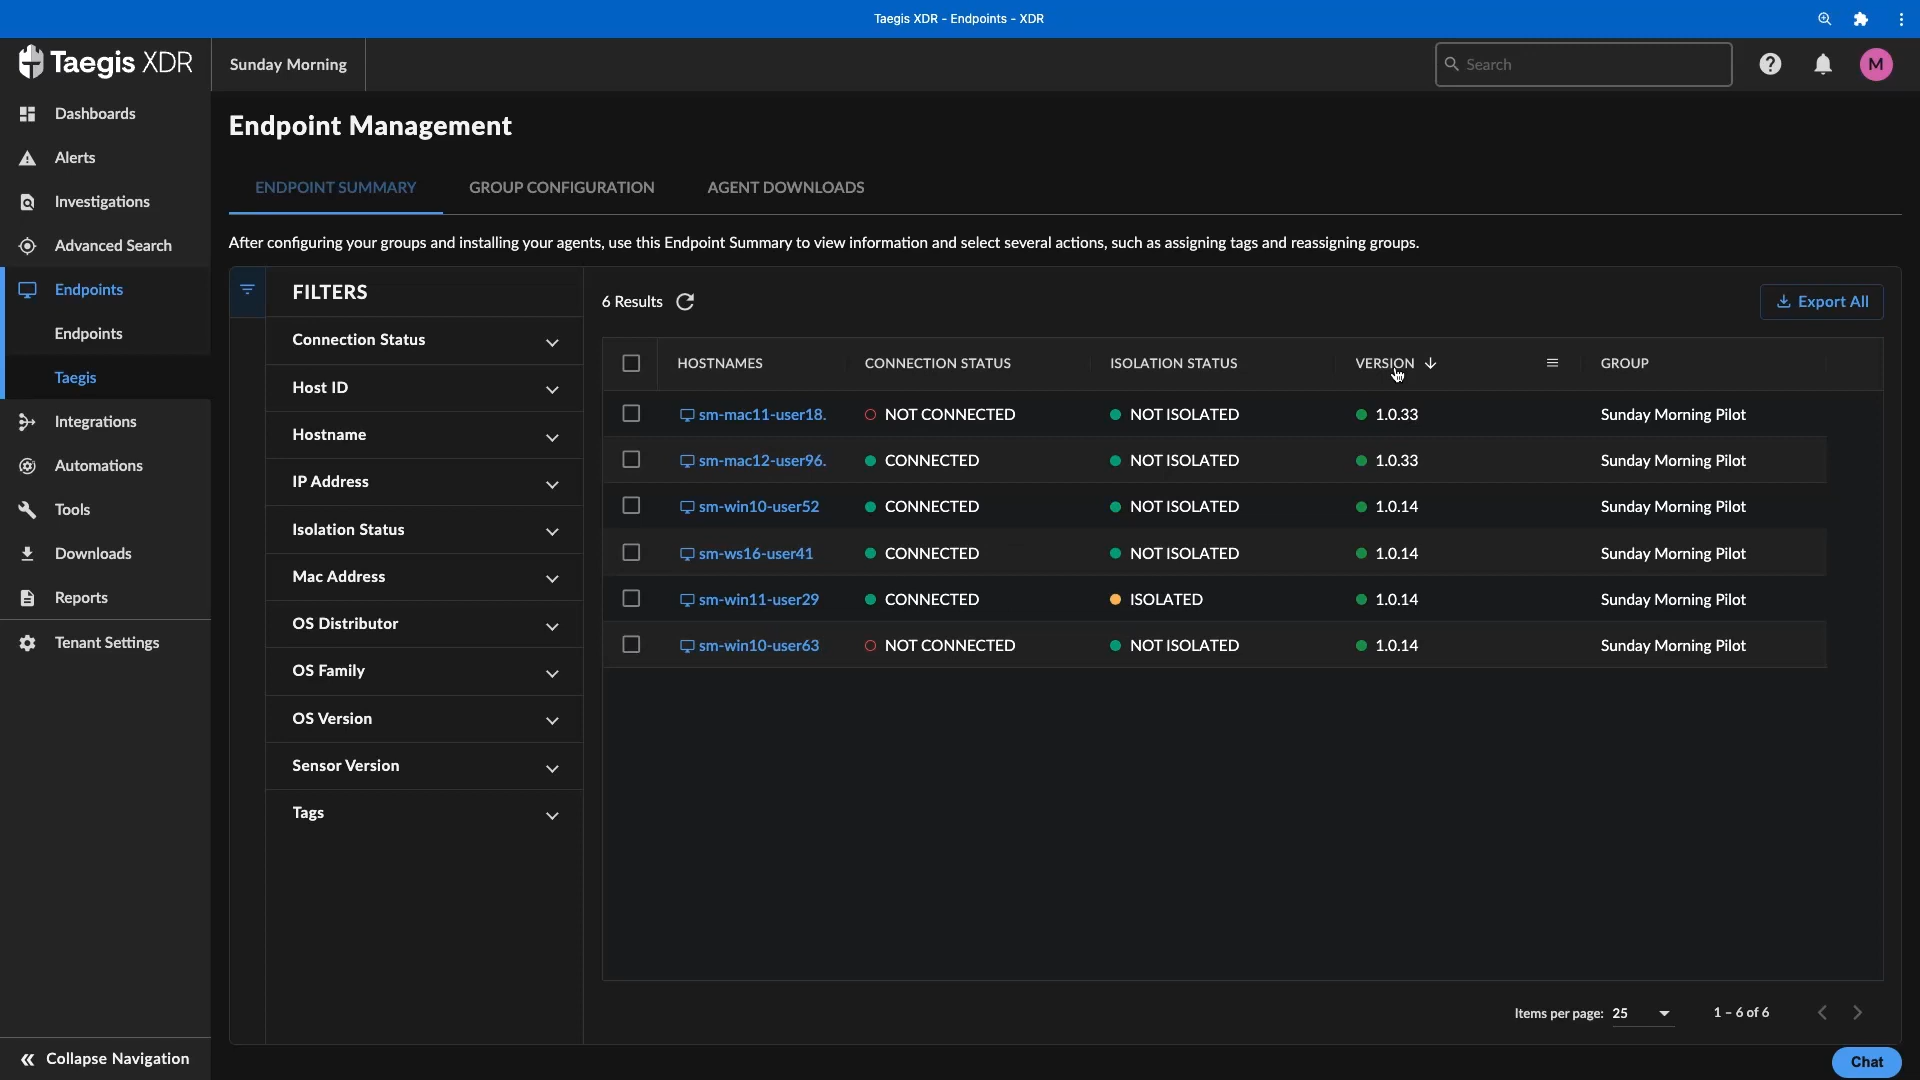 Taegis XDR - Endpoints - XDR
Taegis XDR
Sunday Morning
Search
M
Dashboards
Alerts
Investigations
Advanced Search
Endpoints
Endpoints
Taegis
Integrations
Automations
Tools
Downloads
Reports
Tenant Settings
Collapse Navigation
Endpoint Management
ENDPOINT SUMMARY GROUP CONFIGURATION AGENT DOWNLOADS
After configuring your groups and installing your agents, use this Endpoint Summary to view information and select several actions, such as assigning tags and reassigning groups.
FILTERS
Connection Status
Host ID
Hostname
IP Address
Isolation Status
Mac Address
OS Distributor
OS Family
OS Version
Sensor Version
Tags
6 Results
Export All
HOSTNAMES CONNECTION STATUS ISOLATION STATUS VERSION GROUP
sm-mac11-user18. NOT CONNECTED NOT ISOLATED 1.0.33 Sunday Morning Pilot
sm-mac12-user96. CONNECTED NOT ISOLATED 1.0.33 Sunday Morning Pilot
sm-win10-user52 CONNECTED NOT ISOLATED 1.0.14 Sunday Morning Pilot
sm-ws16-user41 CONNECTED NOT ISOLATED 1.0.14 Sunday Morning Pilot
sm-win11-user29 CONNECTED ISOLATED 1.0.14 Sunday Morning Pilot
sm-win10-user63 NOT CONNECTED NOT ISOLATED 1.0.14 Sunday Morning Pilot
Items per page: 25 1 – 6 of 6
Chat